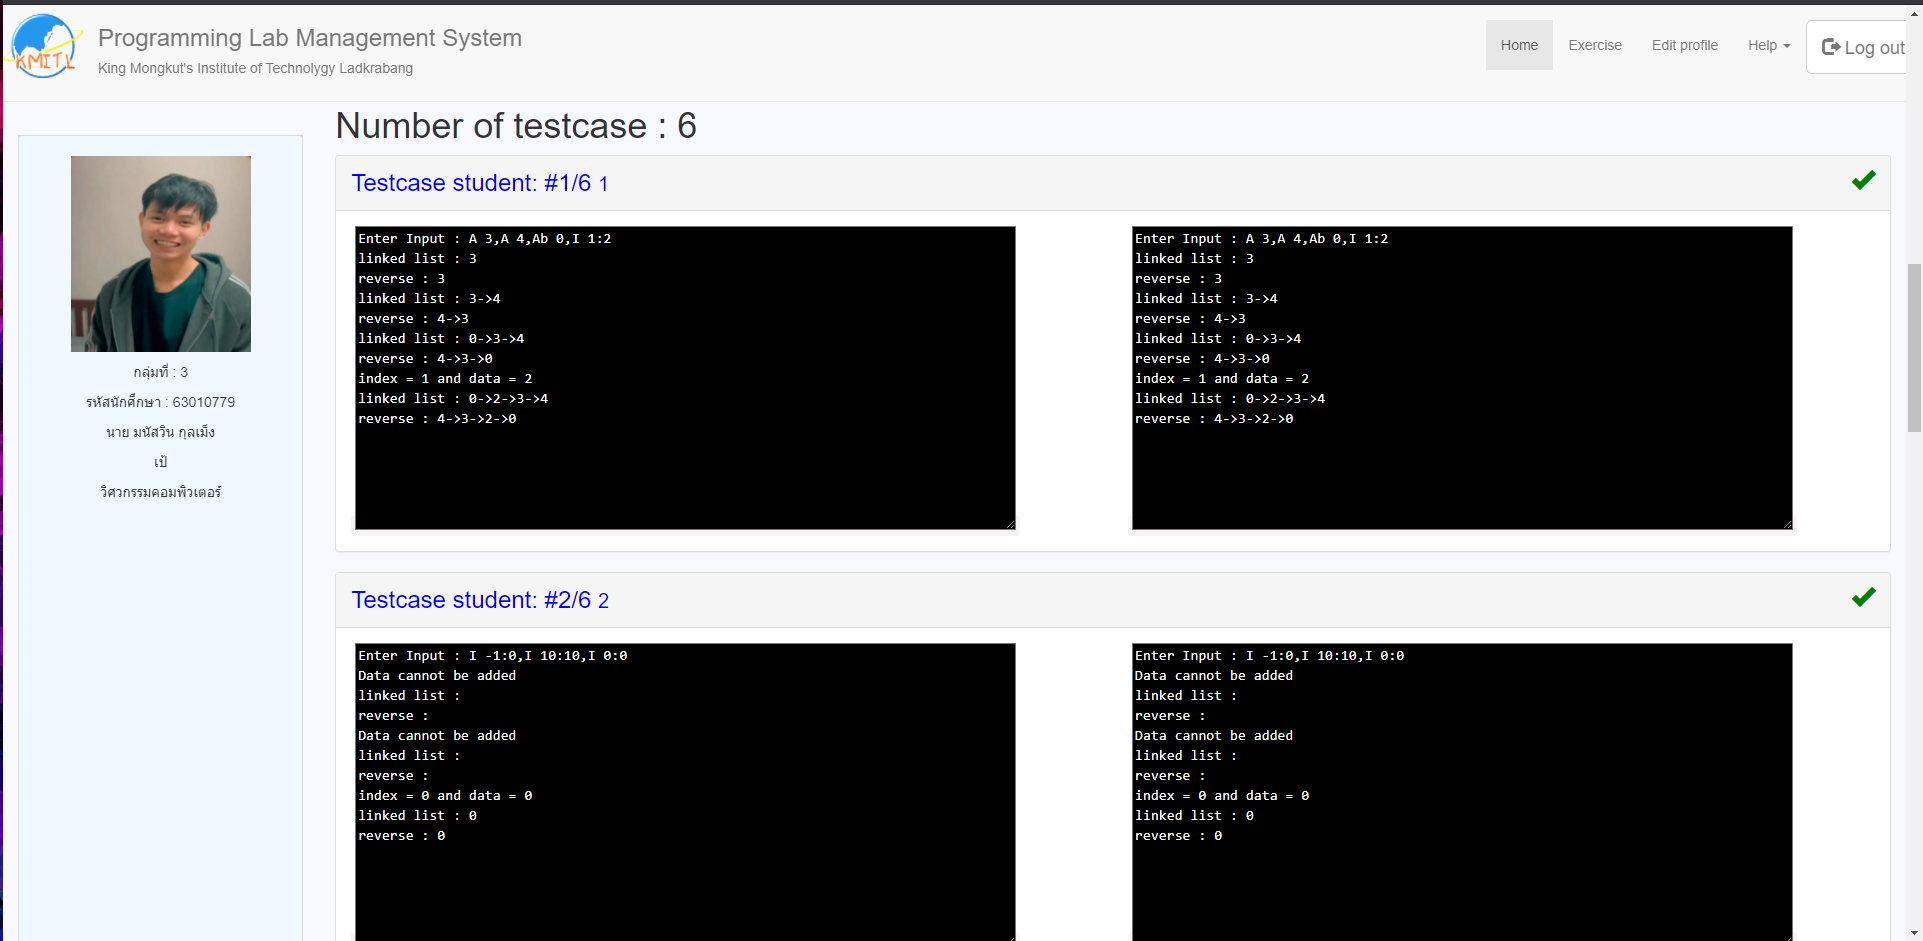 KMITL
Programming Lab Management System
King Mongkut's Institute of Technolygy Ladkrabang
Home
Exercise
Edit profile
Help
Log out
กลุ่มที่ : 3
รหัสนักศึกษา : 63010779
นาย มนัสวิน กุลเม็ง
เป้
วิศวกรรมคอมพิวเตอร์
Number of testcase : 6
Testcase student: #1/6 1
Enter Input : A 3,A 4,Ab 0,I 1:2
linked list : 3
reverse : 3
linked list : 3->4
reverse : 4->3
linked list : 0->3->4
reverse : 4->3->0
index = 1 and data = 2
linked list : 0->2->3->4
reverse : 4->3->2->0
Enter Input : A 3,A 4,Ab 0,I 1:2
linked list : 3
reverse : 3
linked list : 3->4
reverse : 4->3
linked list : 0->3->4
reverse : 4->3->0
index = 1 and data = 2
linked list : 0->2->3->4
reverse : 4->3->2->0
Testcase student: #2/6 2
Enter Input : I -1:0,I 10:10,I 0:0
Data cannot be added
linked list :
reverse :
Data cannot be added
linked list :
reverse :
index = 0 and data = 0
linked list : 0
reverse : 0
Enter Input : I -1:0,I 10:10,I 0:0
Data cannot be added
linked list :
reverse :
Data cannot be added
linked list :
reverse :
index = 0 and data = 0
linked list : 0
reverse : 0